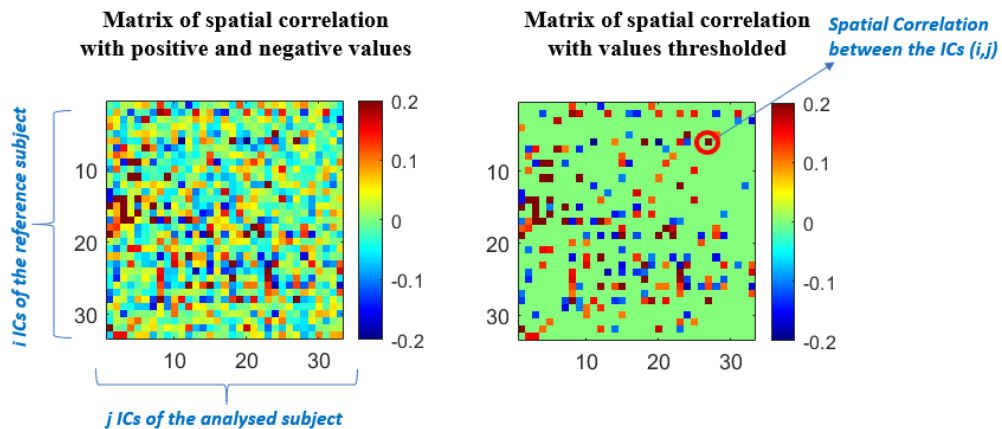 Matrix of spatial correlation
with positive and negative values
Matrix of spatial correlation
with values thresholded
Spatial Correlation
between the ICs (i,j)
i ICs of the reference subject
10
20
30
10
20
30
0.2
0.1
0
-0.1
-0.2
j ICs of the analysed subject
10
20
30
10
20
30
0.2
0.1
0
-0.1
-0.2